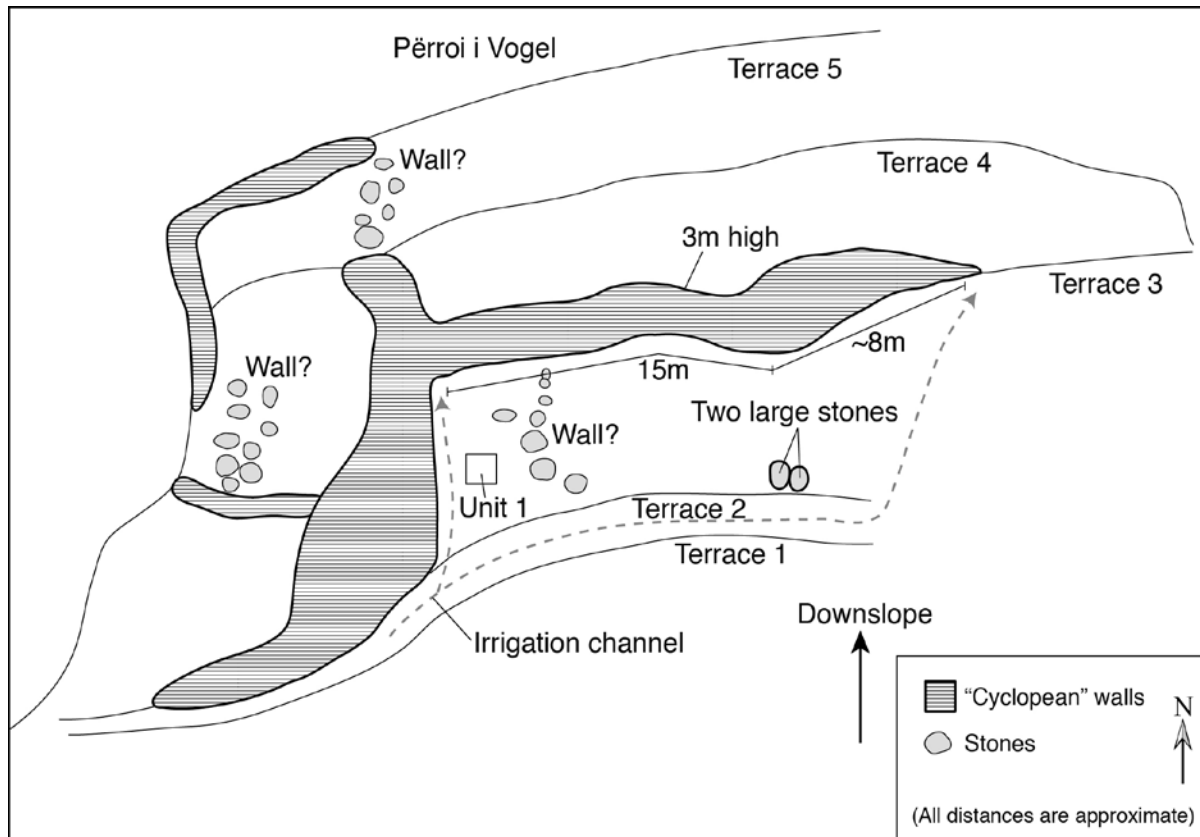 Përroi i Vogel
Terrace 5
Wall?
Terrace 4
3m high
Terrace 3
~8m
15m
Wall?
Two large stones
Wall?
Unit 1
Terrace 2
Terrace 1
Irrigation channel
Downslope
"Cyclopean" walls
N
Stones
(All distances are approximate)